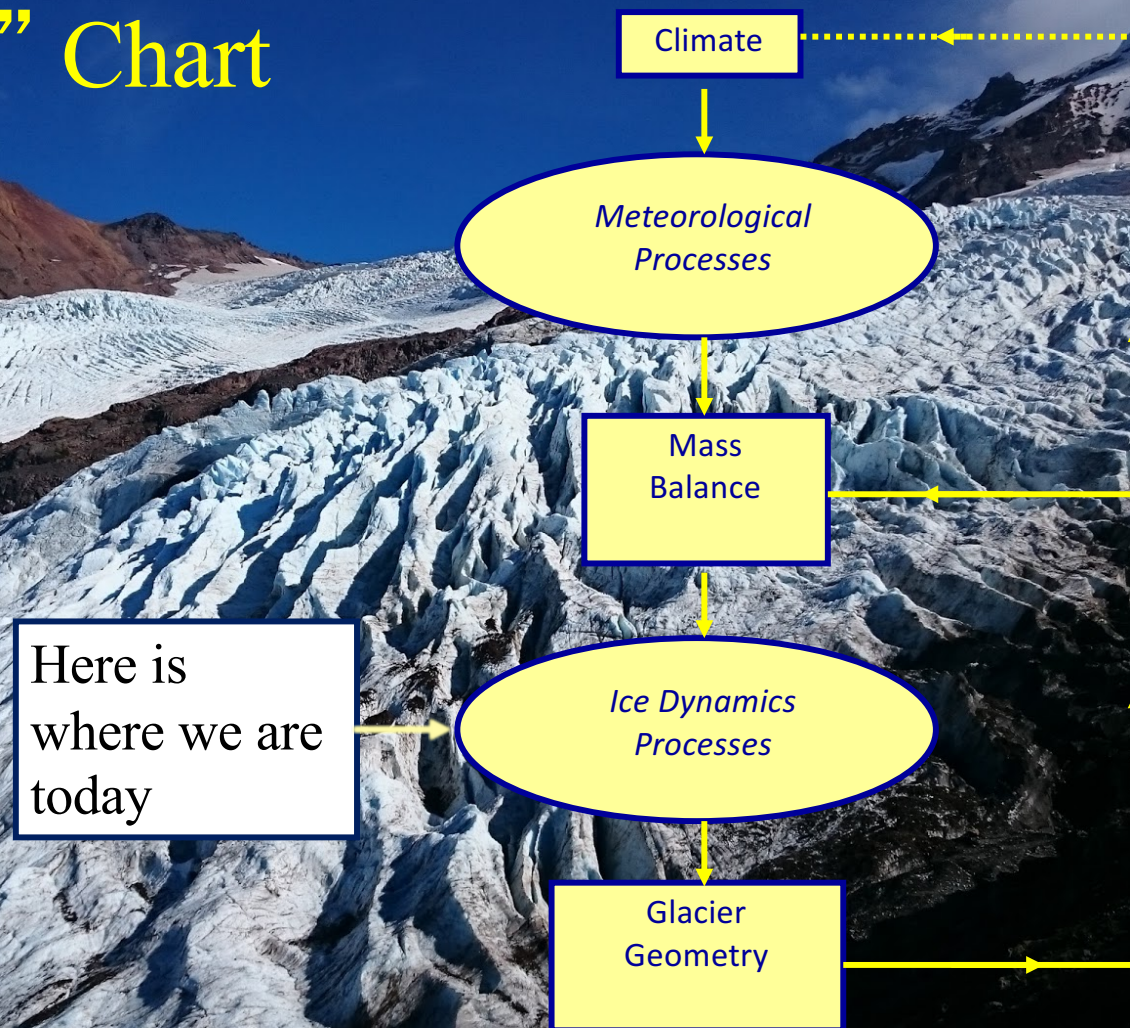 ” Chart
Climate
Meteorological
Processes
Mass
Balance
Here is
where we are
today
Ice Dynamics
Processes
Glacier
Geometry